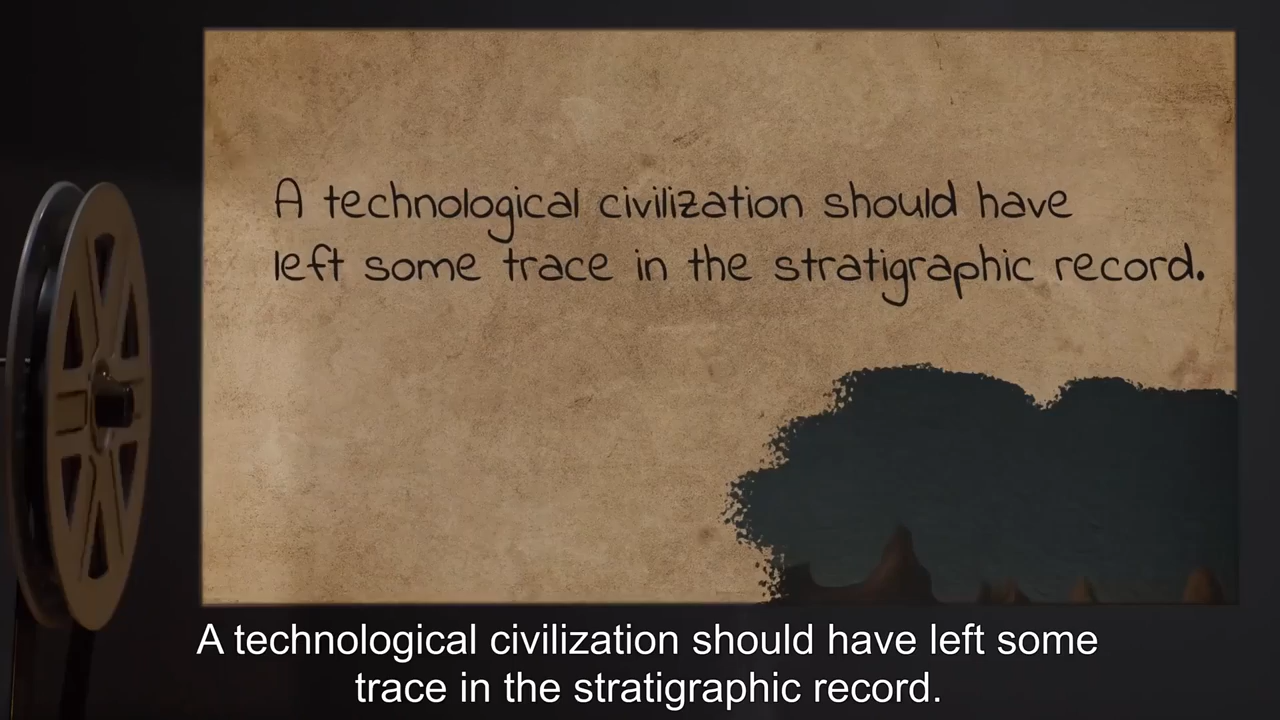 A technological civilization should have
left some trace in the stratigraphic record.
A technological civilization should have left some
trace in the stratigraphic record.